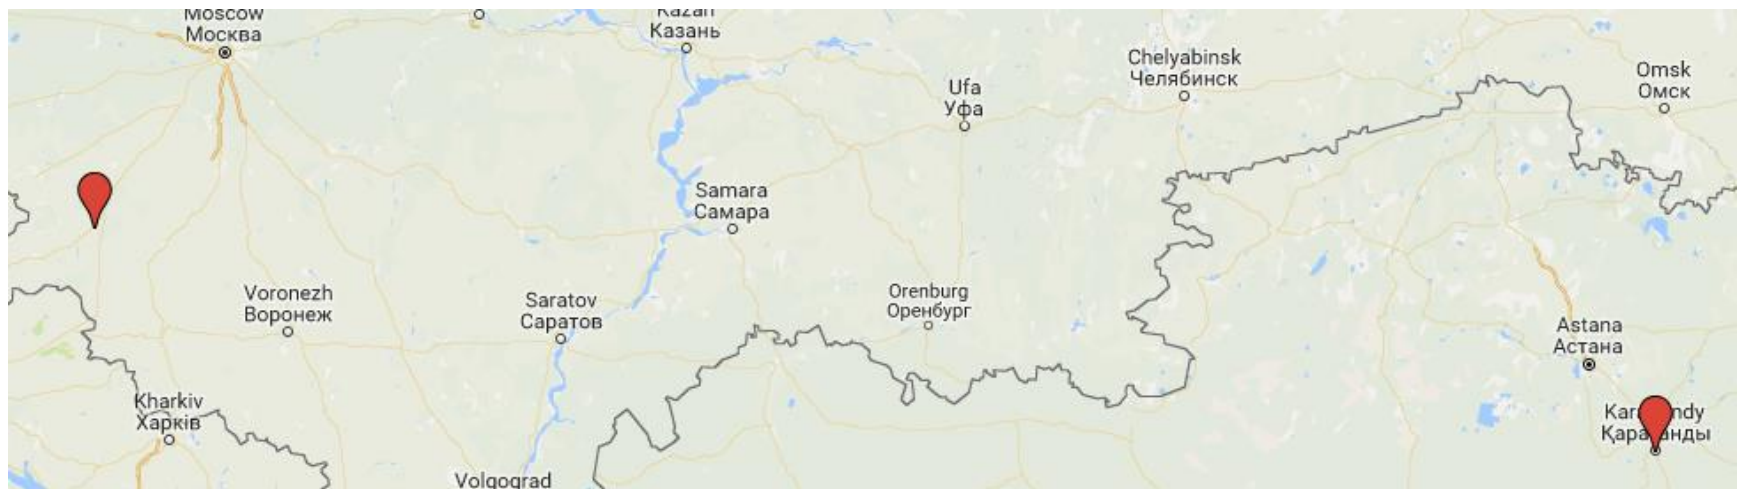 Moscow
Москва
Kazan
Казань
Chelyabinsk
Челябинск
Omsk
Омск
Ufa
Уфа
Samara
Самара
Voronezh
Воронеж
Saratov
Саратов
Orenburg
Оренбург
Astana
Астана
Kharkiv
Харків
Volgograd